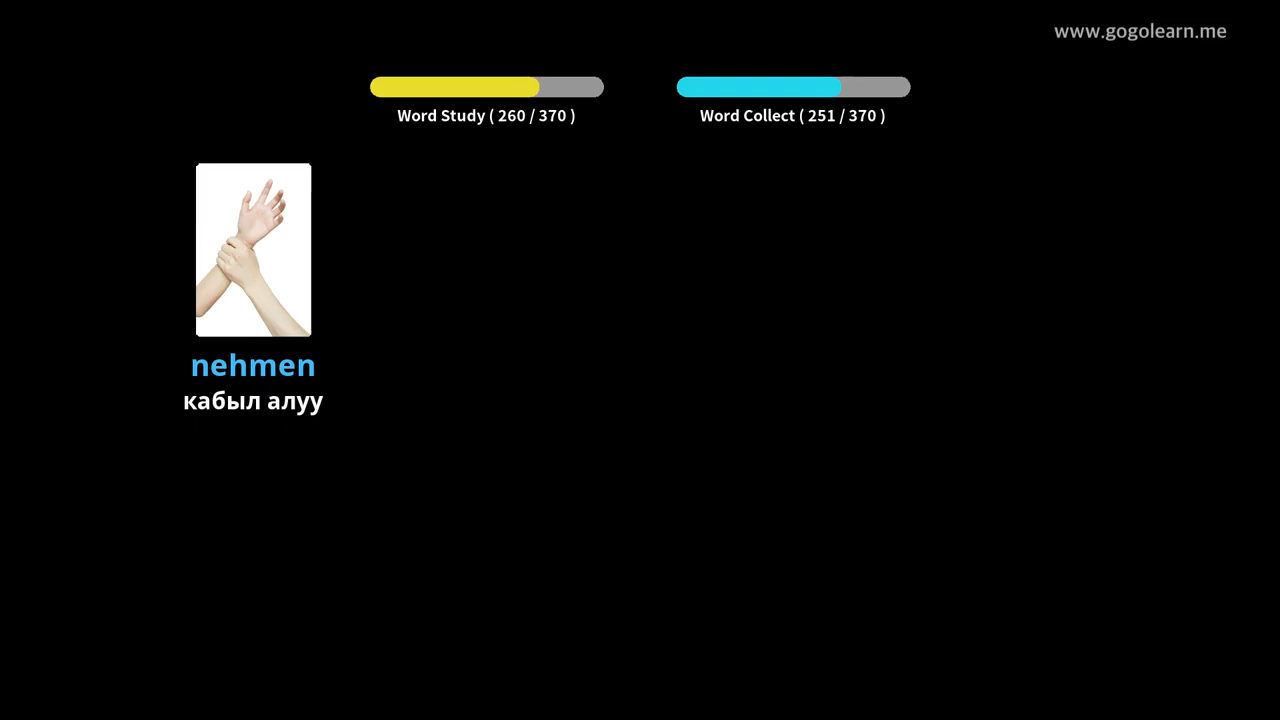 www.gogolearn.me
Word Study ( 260 / 370 )
Word Collect ( 251 / 370 )
nehmen
кабыл алуу